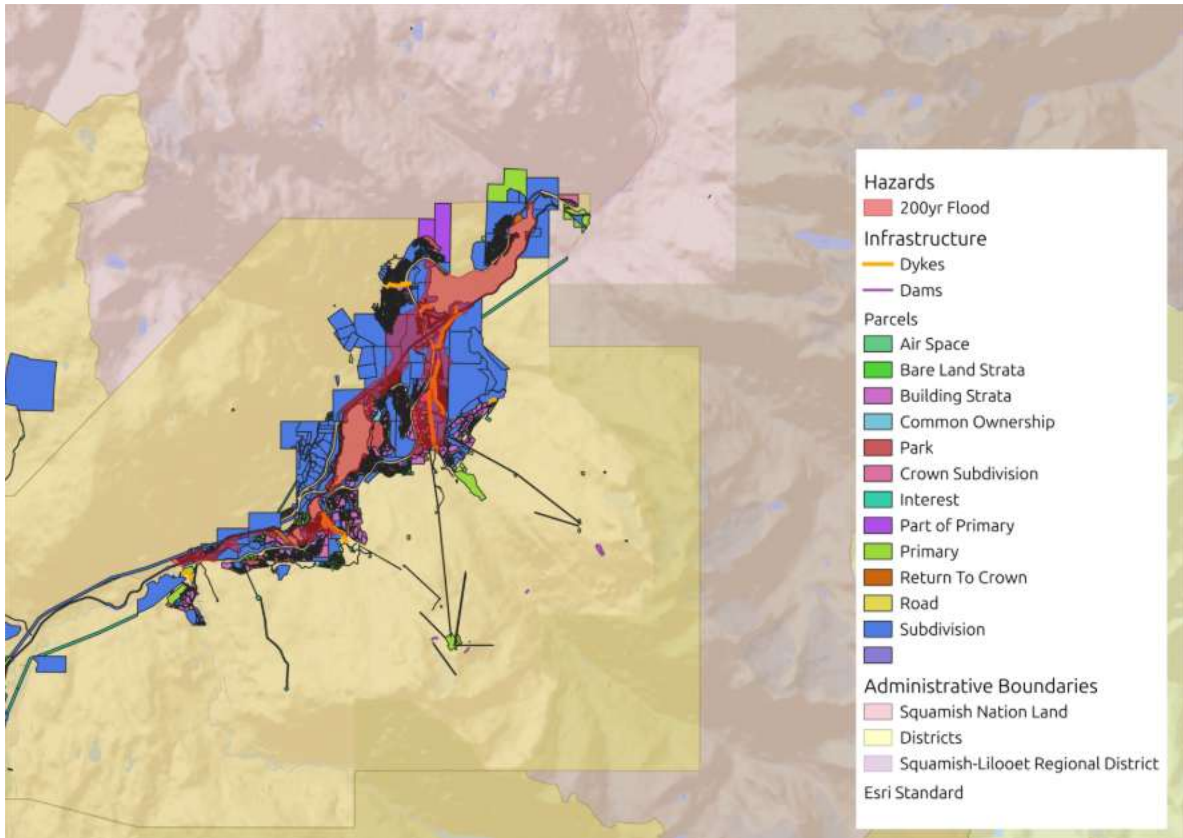 Hazards
200yr Flood
Infrastructure
Dykes
Dams
Parcels
Air Space
Bare Land Strata
Building Strata
Common Ownership
Park
Crown Subdivision
Interest
Part of Primary
Primary
Return To Crown
Road
Subdivision
Administrative Boundaries
Squamish Nation Land
Districts
Squamish-Lilooet Regional District
Esri Standard